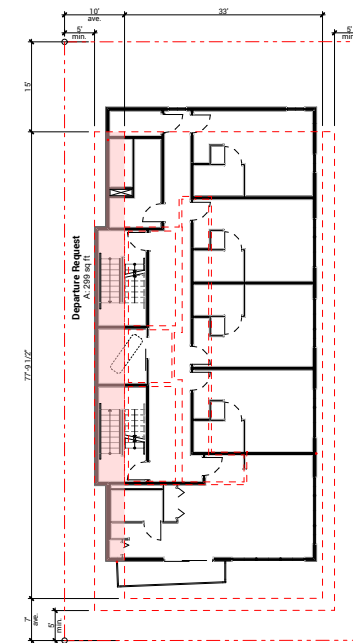 10'
ave.
33'
5'
min.
5'
min.
15'
Departure Request
A: 299 sq ft
77'-9 1/2"
7'
ave.
5'
min.